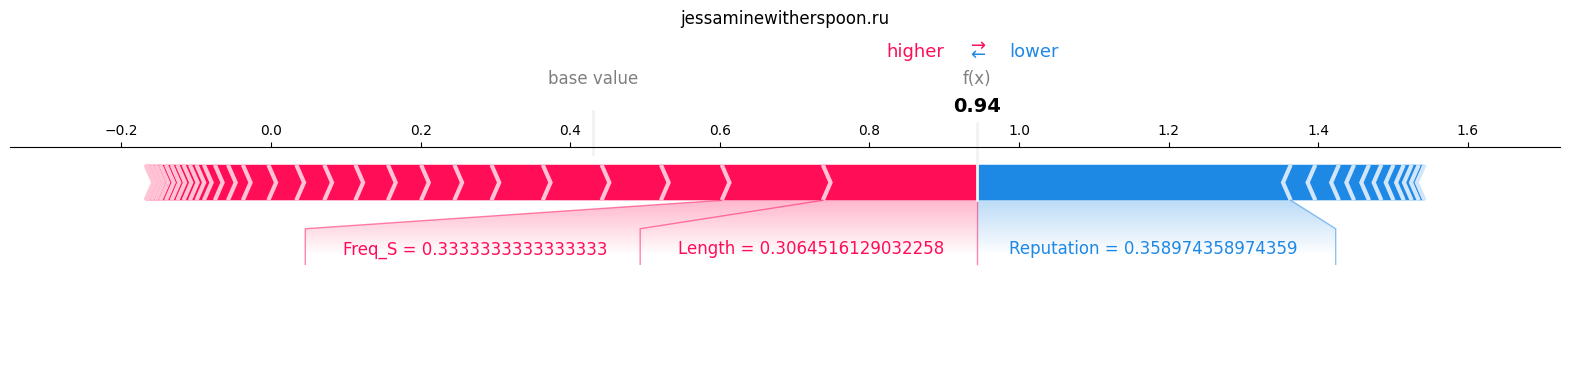 jessaminewitherspoon.ru
higher ⇄ lower
base value f(x)
0.94
−0.2 0.0 0.2 0.4 0.6 0.8 1.0 1.2 1.4 1.6
Freq_S = 0.3333333333333333 Length = 0.3064516129032258 Reputation = 0.358974358974359